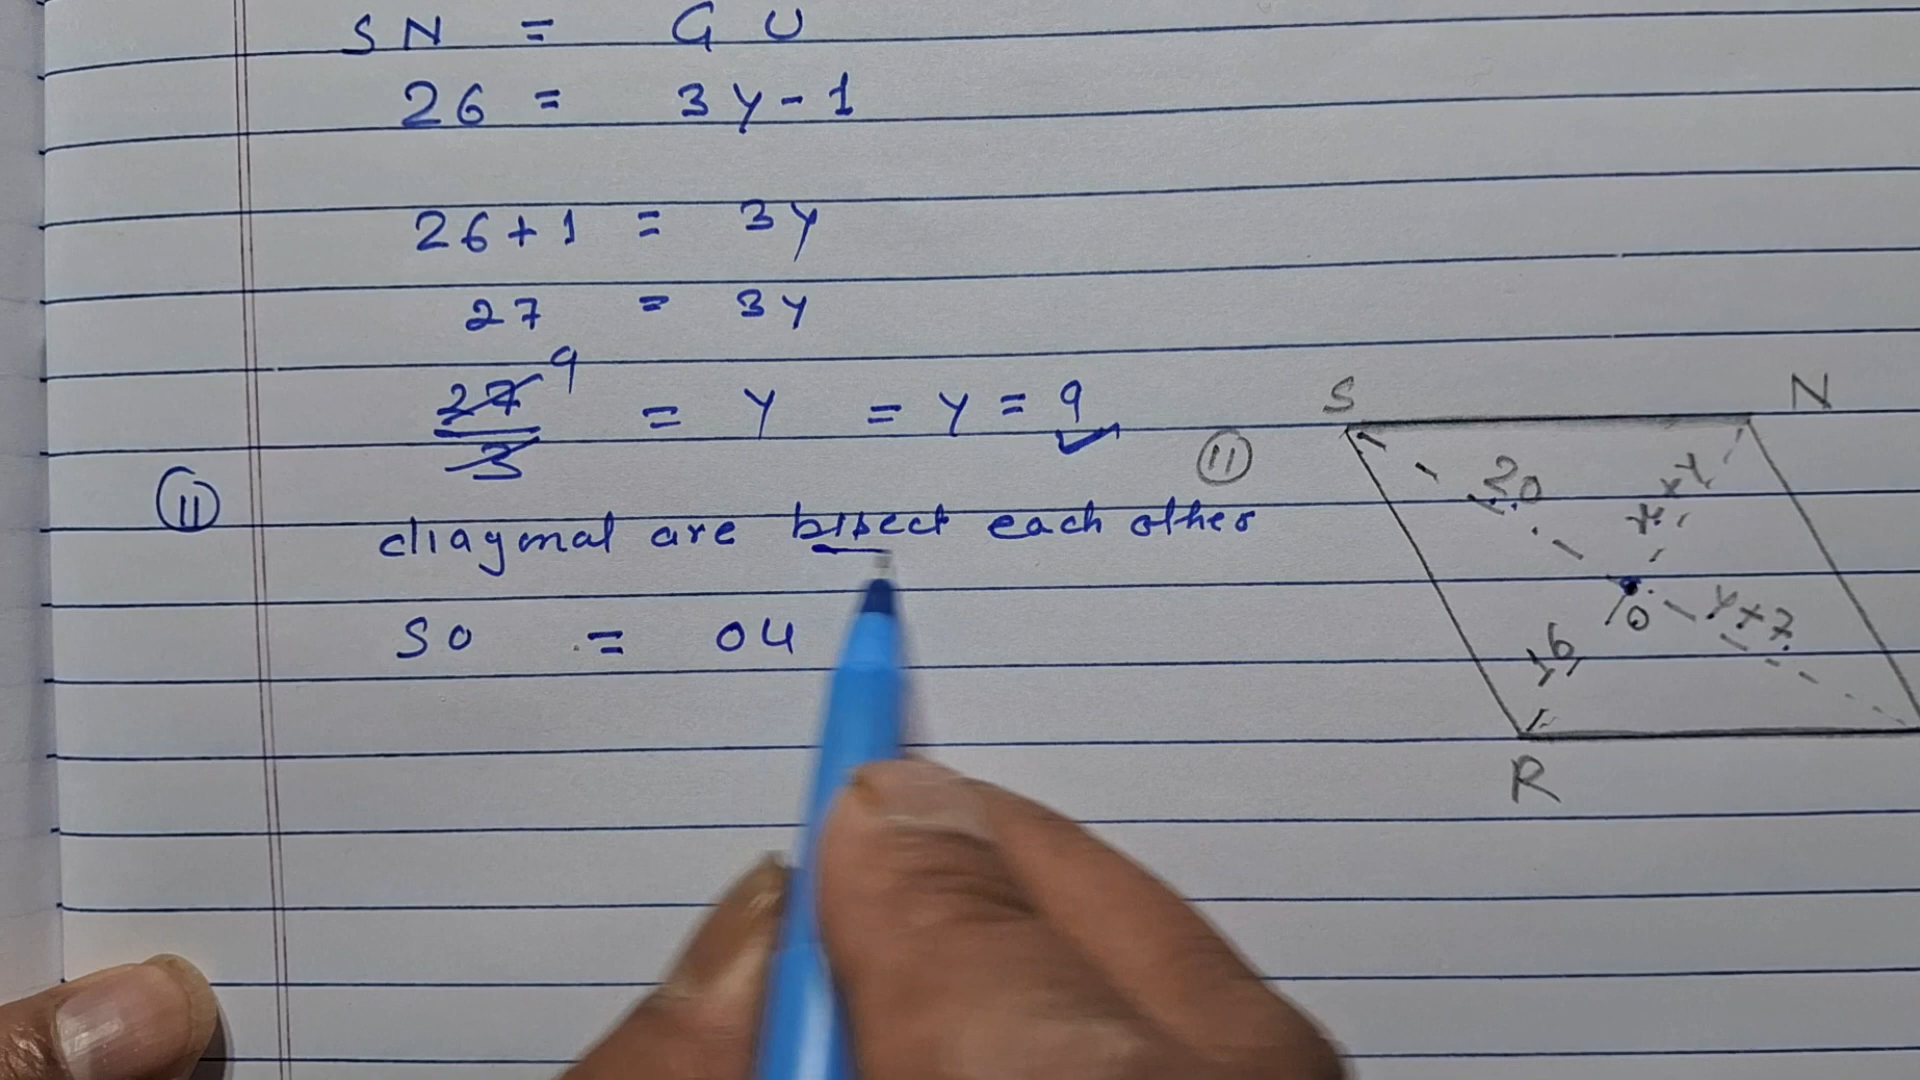 SN = GU
26 = 3y-1
26+1 = 3y
27 = 3y
27 9
3 = y = y = 9
11
diagonal are bisect each other
SO = OU
S N
11
20
x+y
O
y+7
16
R